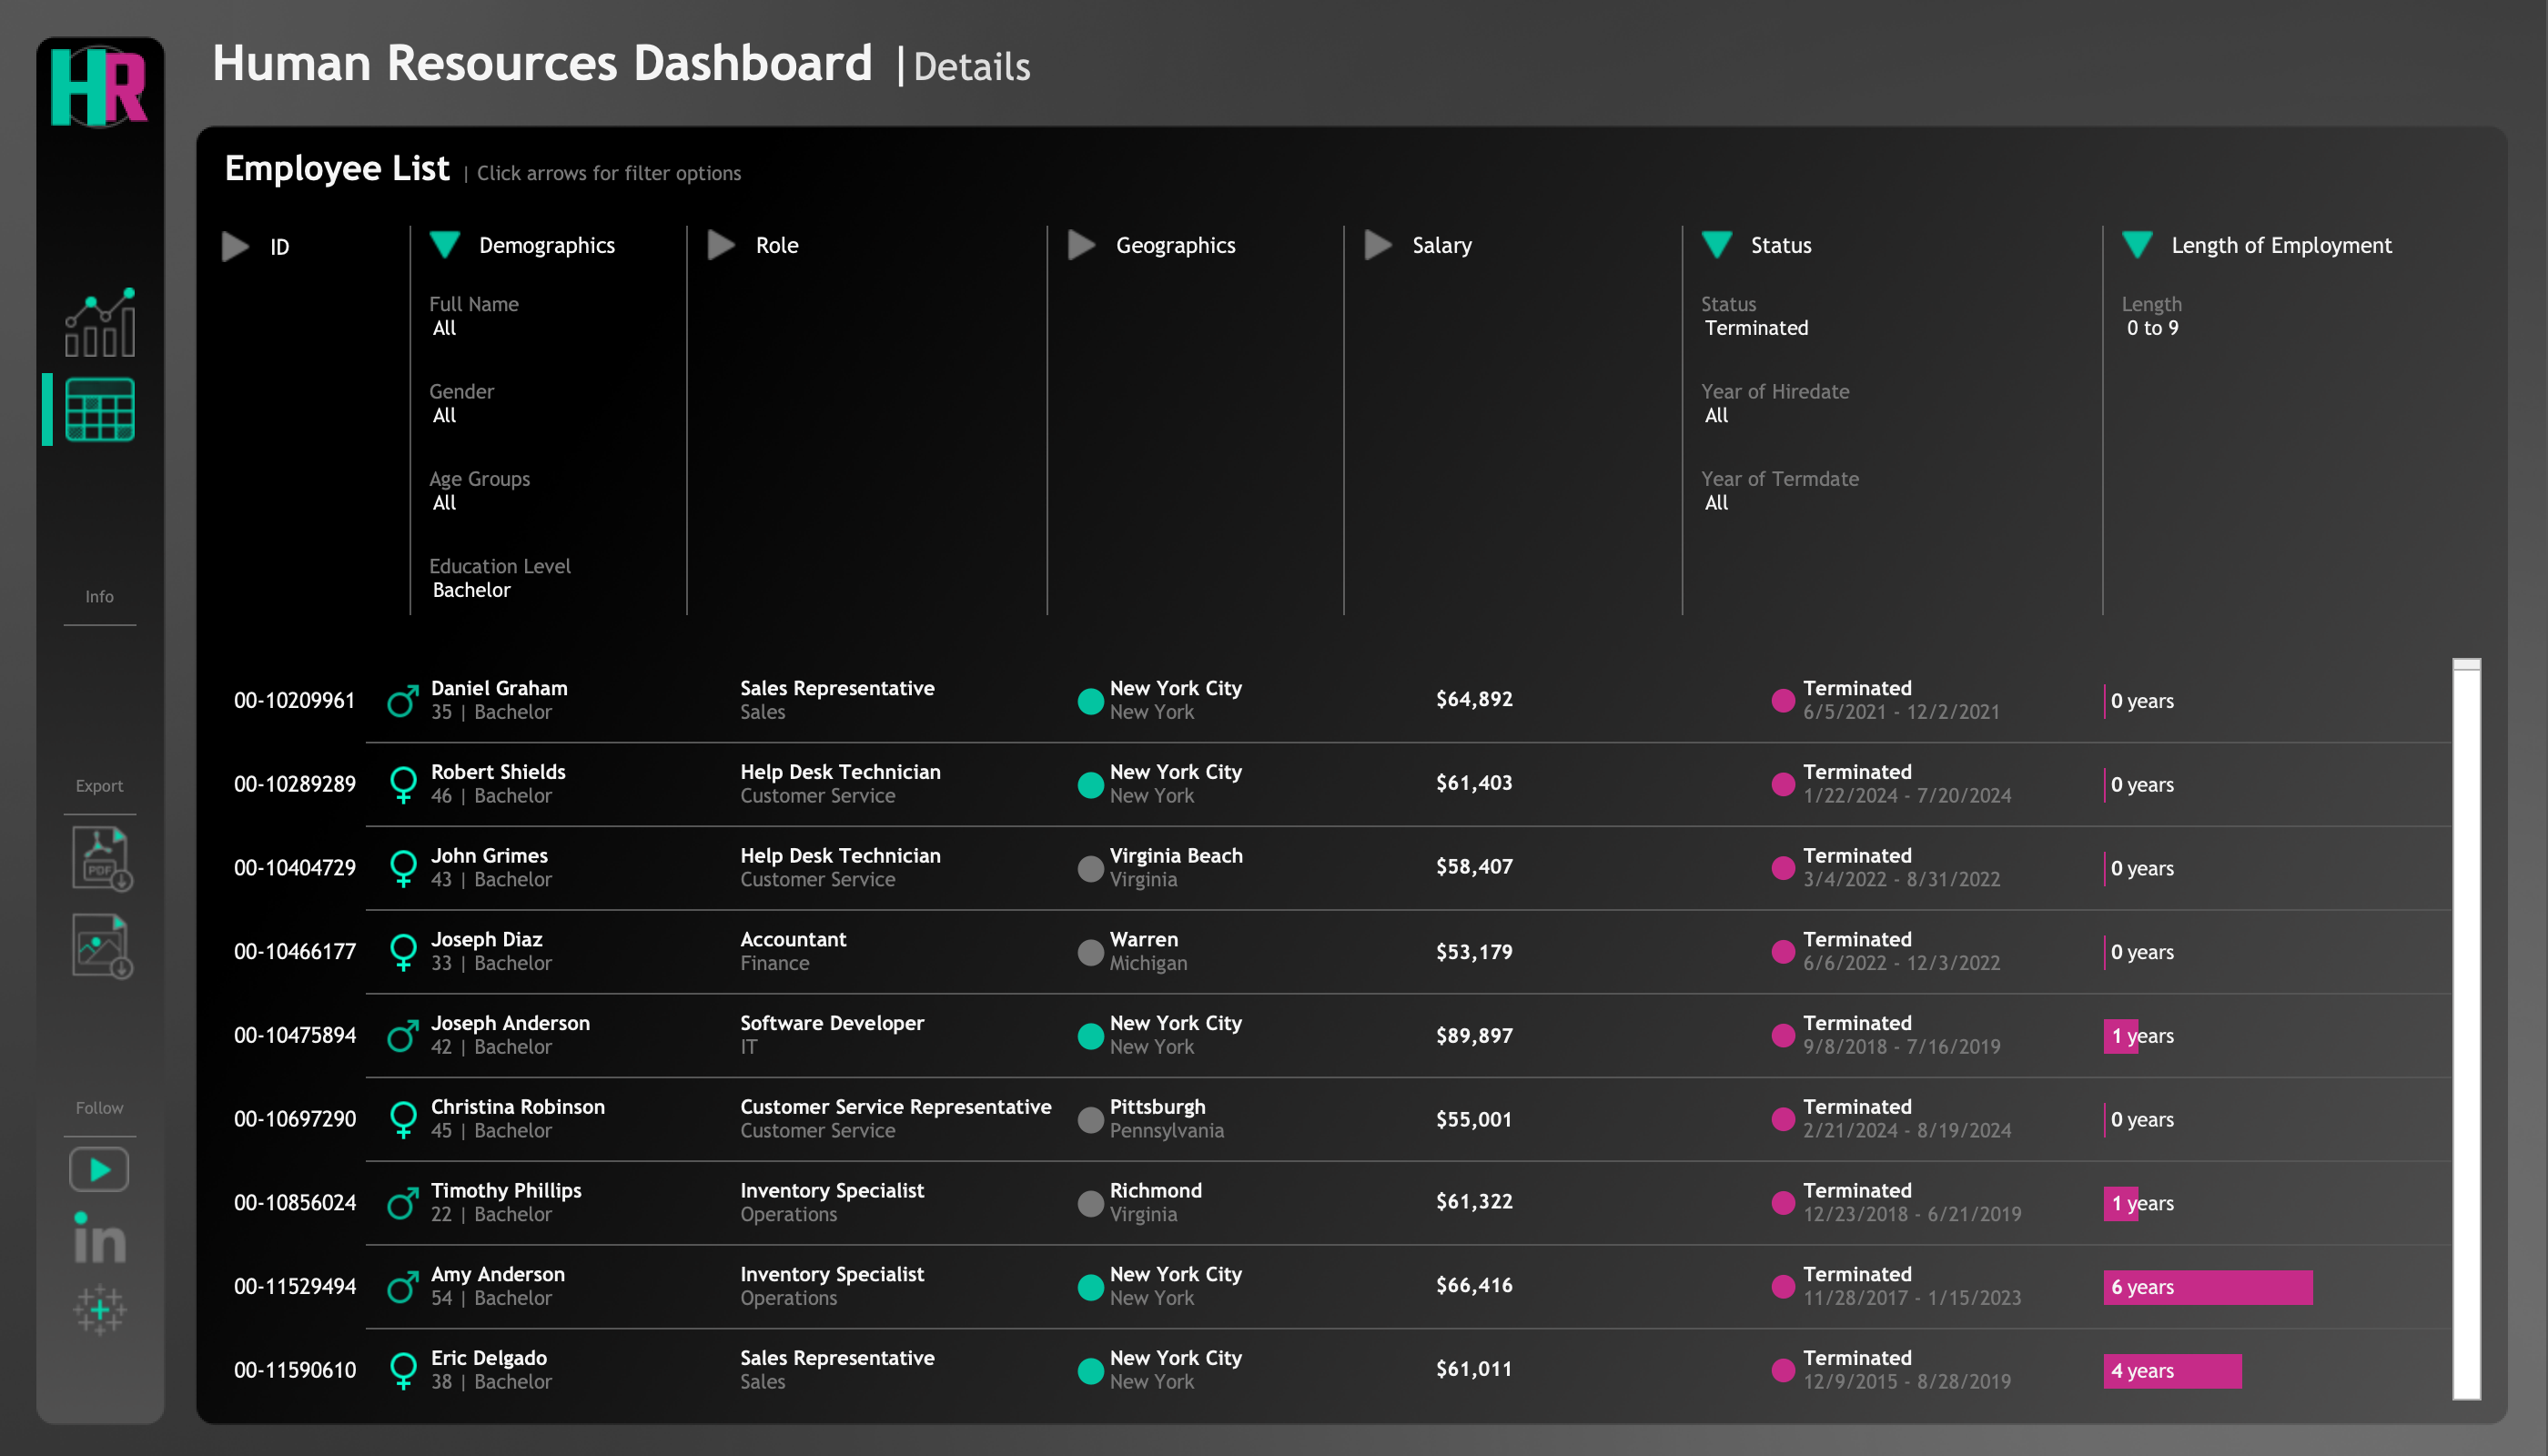 HR
Human Resources Dashboard | Details
Employee List | Click arrows for filter options
ID
Demographics
Role
Geographics
Salary
Status
Length of Employment
Full Name
All
Gender
All
Age Groups
All
Education Level
Bachelor
Status
Terminated
Year of Hiredate
All
Year of Termdate
All
Length
0 to 9
Info
Export
PDF
Follow
in
00-10209961
Daniel Graham
35 | Bachelor
Sales Representative
Sales
New York City
New York
$64,892
Terminated
6/5/2021 - 12/2/2021
0 years
00-10289289
Robert Shields
46 | Bachelor
Help Desk Technician
Customer Service
New York City
New York
$61,403
Terminated
1/22/2024 - 7/20/2024
0 years
00-10404729
John Grimes
43 | Bachelor
Help Desk Technician
Customer Service
Virginia Beach
Virginia
$58,407
Terminated
3/4/2022 - 8/31/2022
0 years
00-10466177
Joseph Diaz
33 | Bachelor
Accountant
Finance
Warren
Michigan
$53,179
Terminated
6/6/2022 - 12/3/2022
0 years
00-10475894
Joseph Anderson
42 | Bachelor
Software Developer
IT
New York City
New York
$89,897
Terminated
9/8/2018 - 7/16/2019
1 years
00-10697290
Christina Robinson
45 | Bachelor
Customer Service Representative
Customer Service
Pittsburgh
Pennsylvania
$55,001
Terminated
2/21/2024 - 8/19/2024
0 years
00-10856024
Timothy Phillips
22 | Bachelor
Inventory Specialist
Operations
Richmond
Virginia
$61,322
Terminated
12/23/2018 - 6/21/2019
1 years
00-11529494
Amy Anderson
54 | Bachelor
Inventory Specialist
Operations
New York City
New York
$66,416
Terminated
11/28/2017 - 1/15/2023
6 years
00-11590610
Eric Delgado
38 | Bachelor
Sales Representative
Sales
New York City
New York
$61,011
Terminated
12/9/2015 - 8/28/2019
4 years